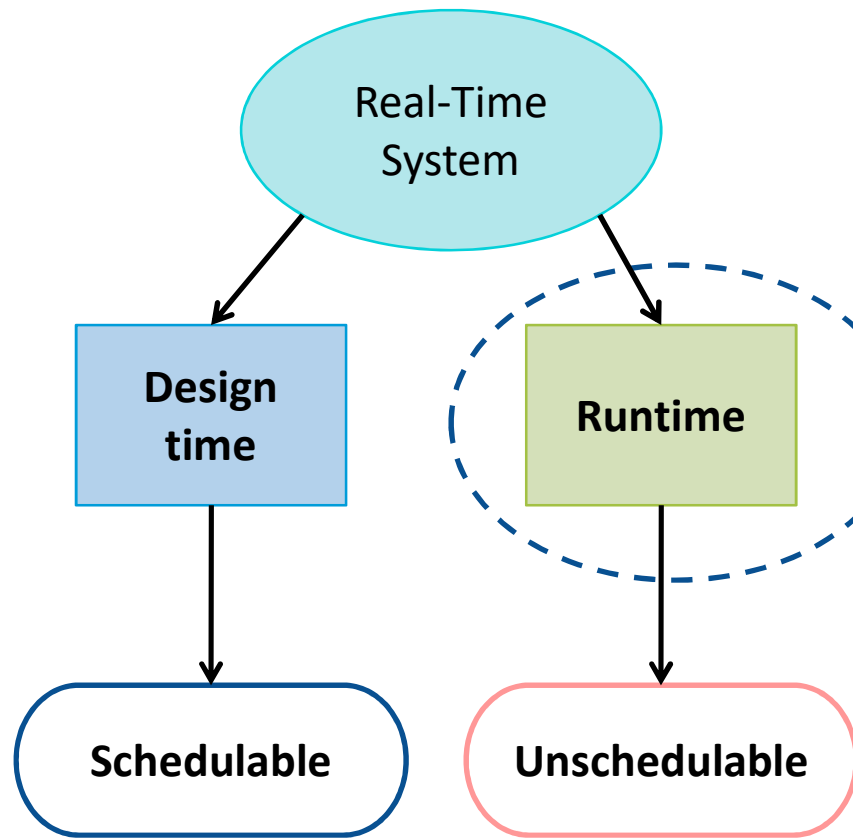 Real-Time
System
Design
time
Runtime
Schedulable
Unschedulable